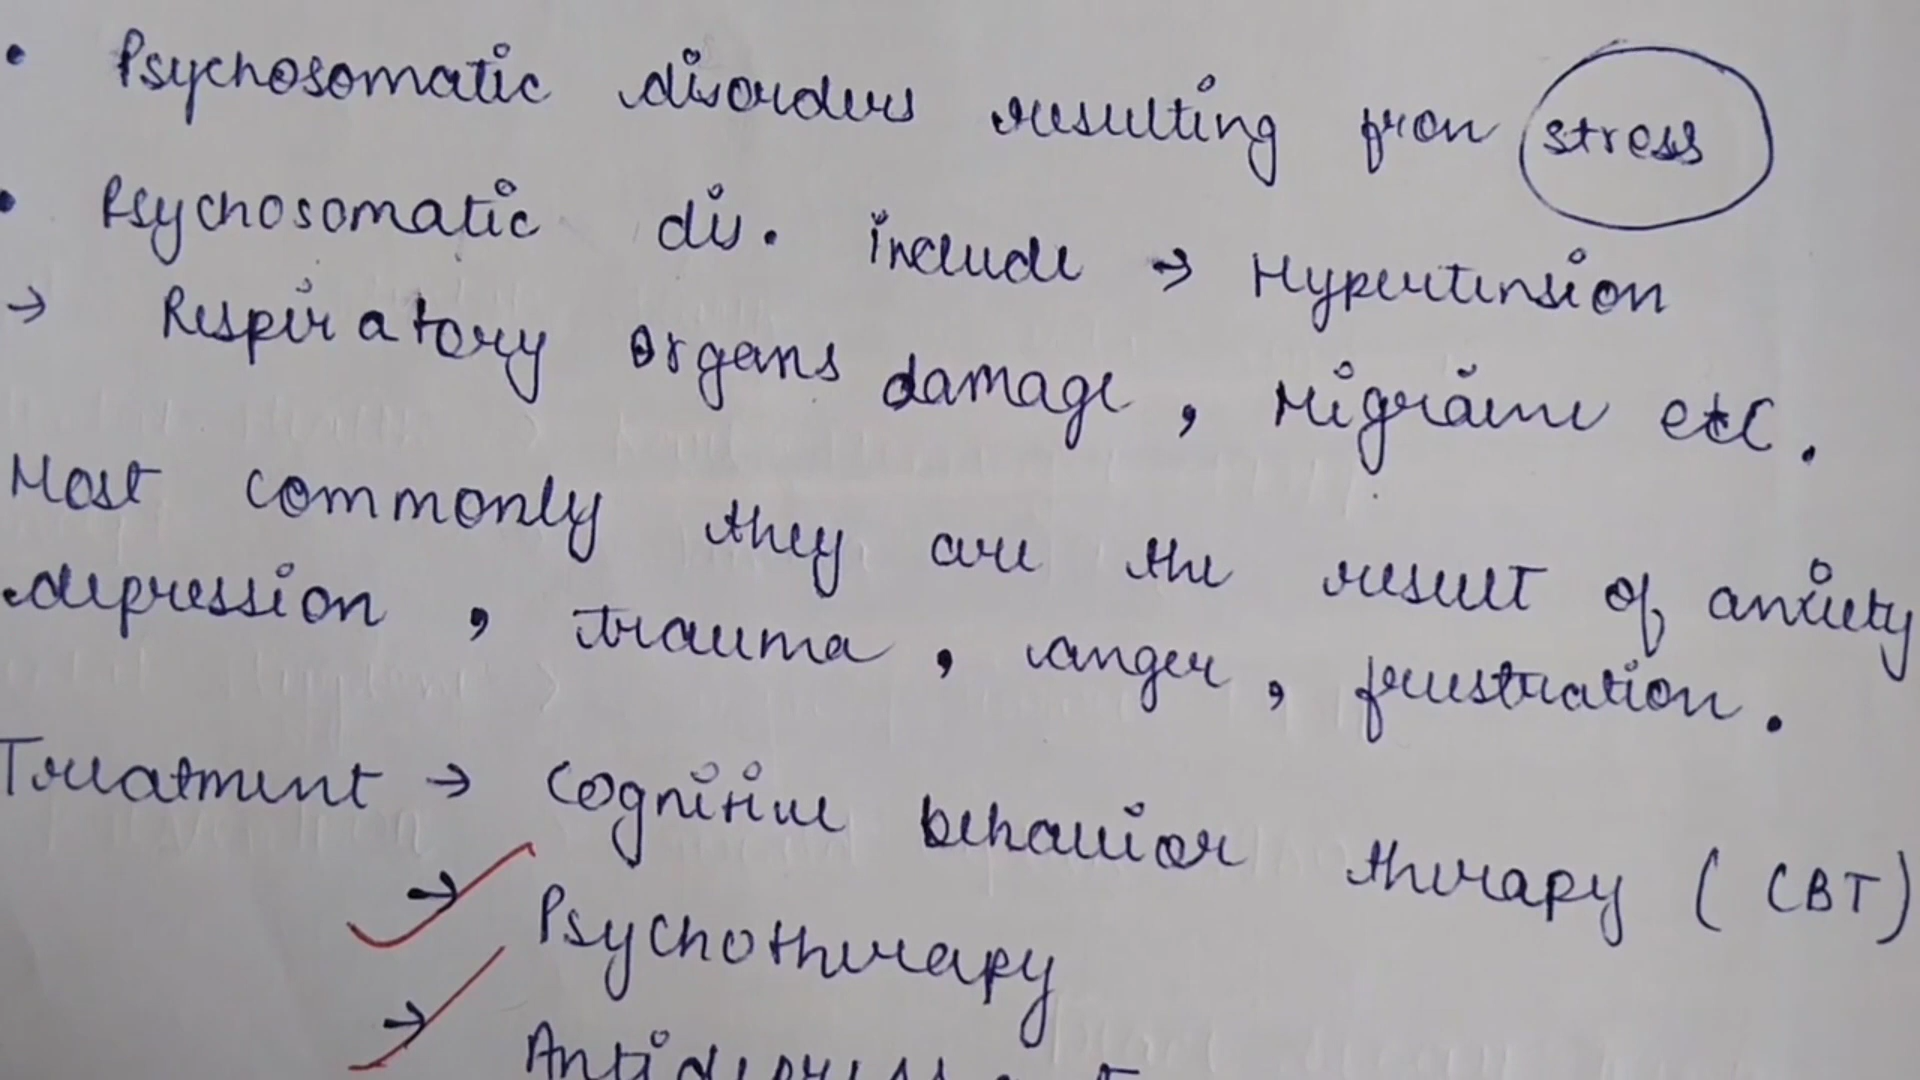 • Psychosomatic disorders resulting from stress
• Psychosomatic dis. include → Hypertension
→ Respiratory organs damage, Migraine etc.
Most commonly they are the result of anxiety
depression, trauma, anger, frustration.
Treatment → Cognitive behavior therapy (CBT)
→ Psychotherapy
→ Antidepressant